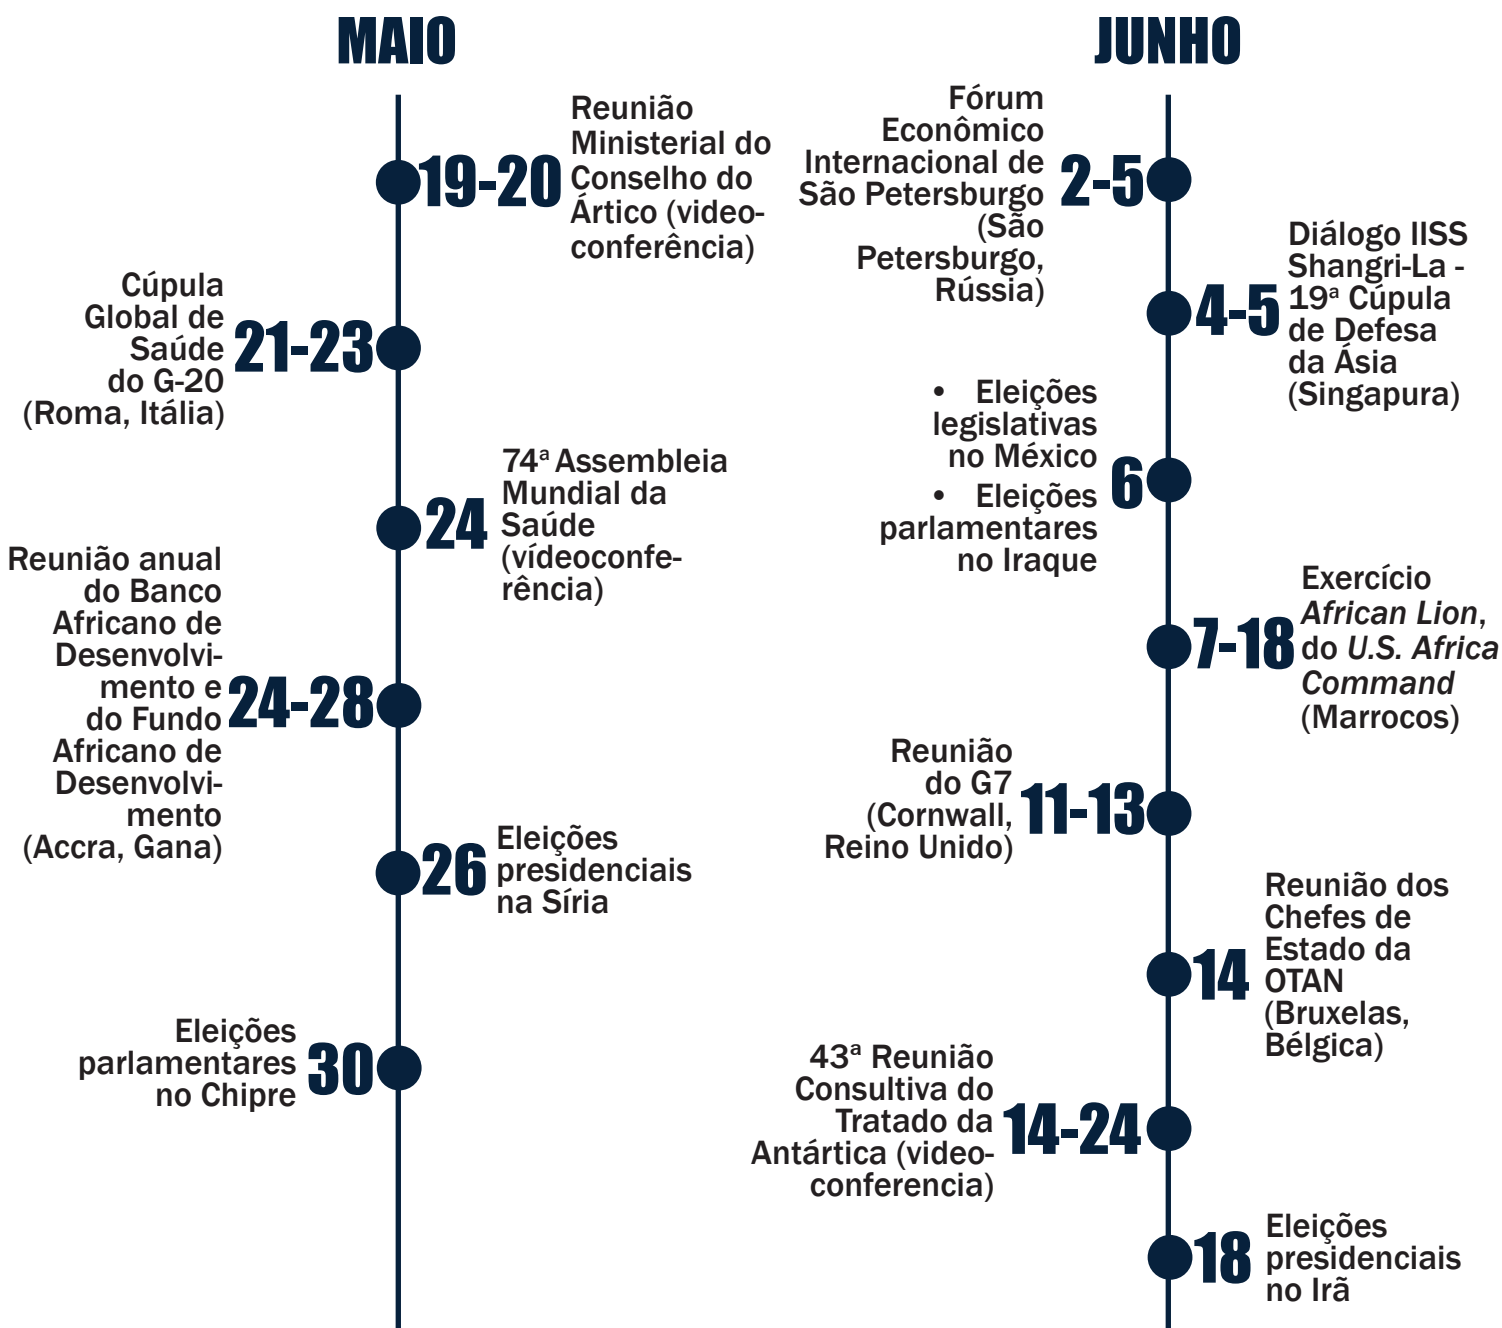 MAIO
19-20
Reunião
Ministerial do
Conselho do
Ártico (video-
conferência)
Cúpula
Global de
Saúde
do G-20
(Roma, Itália)
21-23
24
74ª Assembleia
Mundial da
Saúde
(vídeoconfe-
rência)
Reunião anual
do Banco
Africano de
Desenvolvi-
mento e
do Fundo
Africano de
Desenvolvi-
mento
(Accra, Gana)
24-28
26
Eleições
presidenciais
na Síria
Eleições
parlamentares
no Chipre
30
JUNHO
Fórum
Econômico
Internacional de
São Petersburgo
(São
Petersburgo,
Rússia)
2-5
4-5
Diálogo IISS
Shangri-La -
19ª Cúpula
de Defesa
da Ásia
(Singapura)
• Eleições
legislativas
no México
• Eleições
parlamentares
no Iraque
6
7-18
Exercício
African Lion,
do U.S. Africa
Command
(Marrocos)
Reunião
do G7
(Cornwall,
Reino Unido)
11-13
14
Reunião dos
Chefes de
Estado da
OTAN
(Bruxelas,
Bélgica)
43ª Reunião
Consultiva do
Tratado da
Antártica (video-
conferencia)
14-24
18
Eleições
presidenciais
no Irã